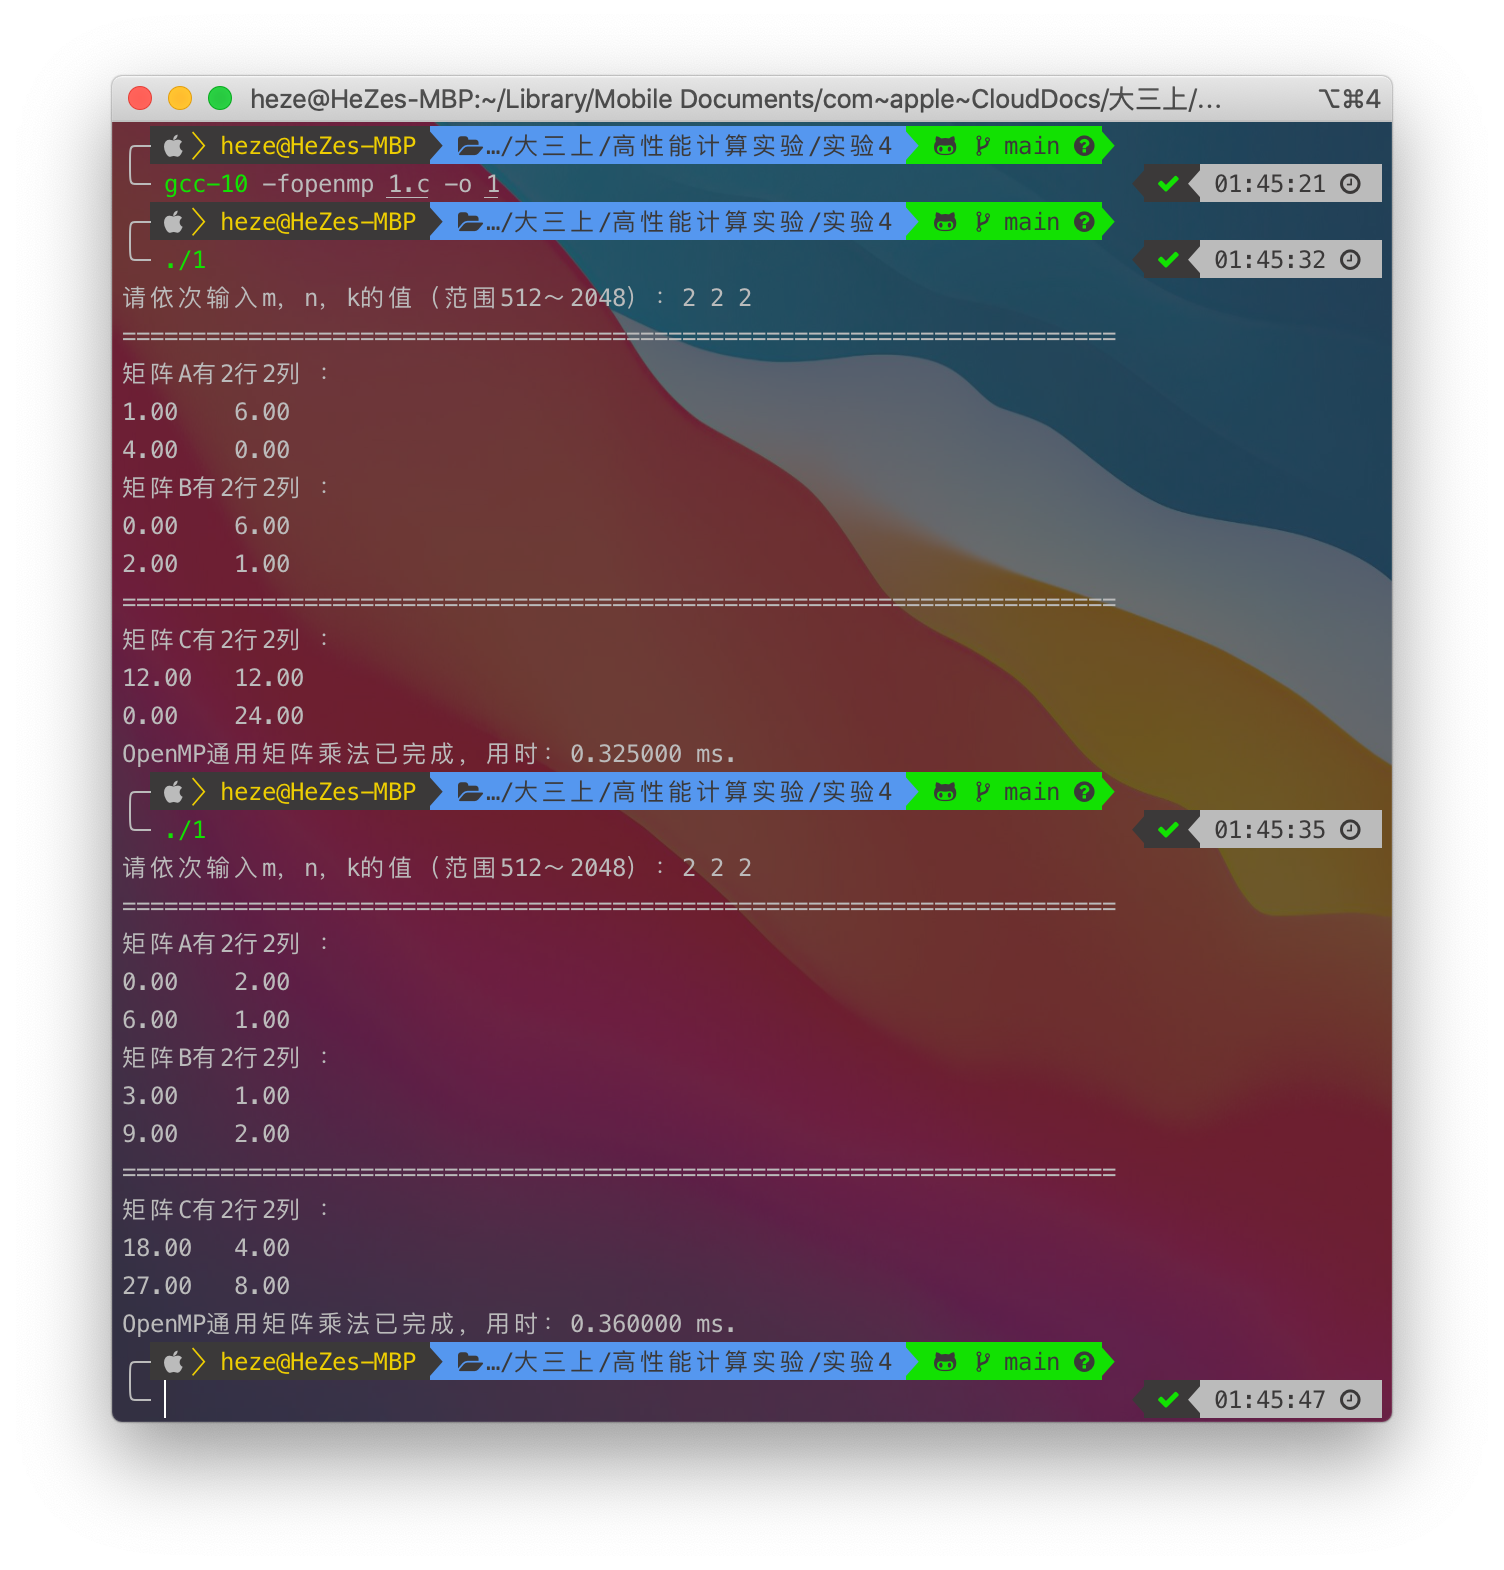 heze@HeZes-MBP:~/Library/Mobile Documents/com~apple~CloudDocs/大三上/... ⌥⌘4
heze@HeZes-MBP …/大三上/高性能计算实验/实验4 main ?
gcc-10 -fopenmp 1.c -o 1 ✔ 01:45:21
heze@HeZes-MBP …/大三上/高性能计算实验/实验4 main ?
./1 ✔ 01:45:32
请依次输入m, n, k的值（范围512～2048）：2 2 2
=======================================================================
矩阵A有2行2列 ：
1.00    6.00
4.00    0.00
矩阵B有2行2列 ：
0.00    6.00
2.00    1.00
=======================================================================
矩阵C有2行2列 ：
12.00   12.00
0.00    24.00
OpenMP通用矩阵乘法已完成，用时：0.325000 ms.
heze@HeZes-MBP …/大三上/高性能计算实验/实验4 main ?
./1 ✔ 01:45:35
请依次输入m, n, k的值（范围512～2048）：2 2 2
=======================================================================
矩阵A有2行2列 ：
0.00    2.00
6.00    1.00
矩阵B有2行2列 ：
3.00    1.00
9.00    2.00
=======================================================================
矩阵C有2行2列 ：
18.00   4.00
27.00   8.00
OpenMP通用矩阵乘法已完成，用时：0.360000 ms.
heze@HeZes-MBP …/大三上/高性能计算实验/实验4 main ?
✔ 01:45:47